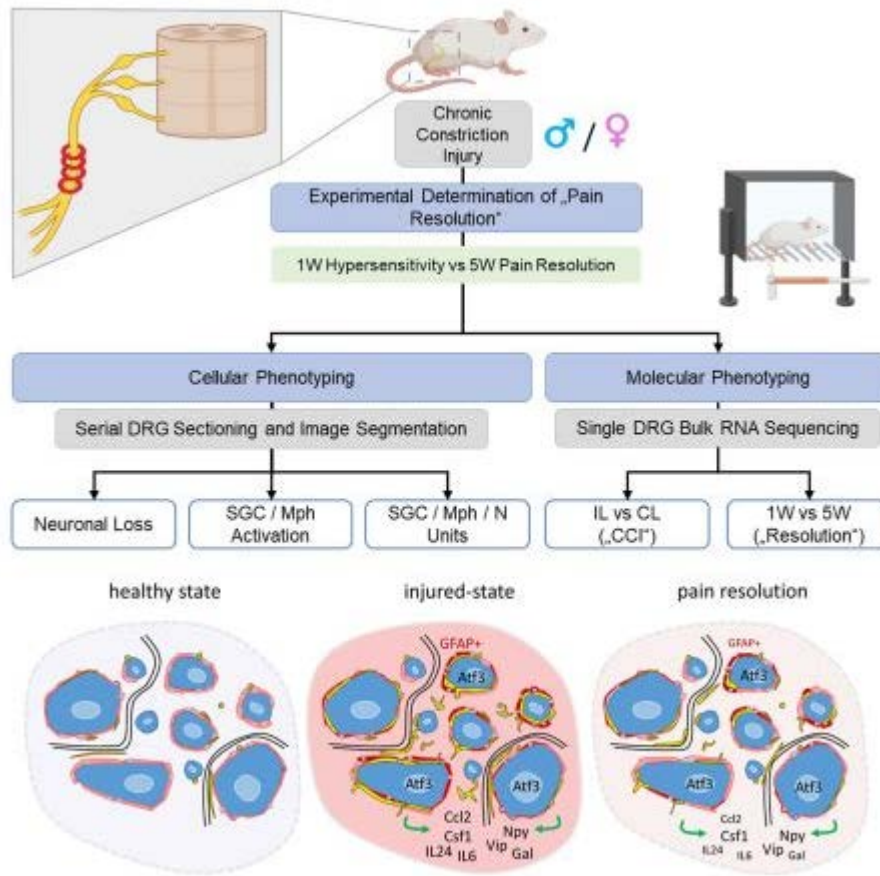 Chronic
Constriction
Injury
♂ / ♀
Experimental Determination of „Pain
Resolution“
1W Hypersensitivity vs 5W Pain Resolution
Cellular Phenotyping
Molecular Phenotyping
Serial DRG Sectioning and Image Segmentation
Single DRG Bulk RNA Sequencing
Neuronal Loss
SGC / Mph
Activation
SGC / Mph / N
Units
IL vs CL
(„CCI“)
1W vs 5W
(„Resolution“)
healthy state
injured-state
pain resolution
GFAP+
Atf3
Atf3
Atf3
Ccl2
Csf1
IL24
IL6
Vip
Npy
Gal
GFAP+
Atf3
Atf3
Atf3
Ccl2
Csf1
IL24
IL6
Vip
Npy
Gal